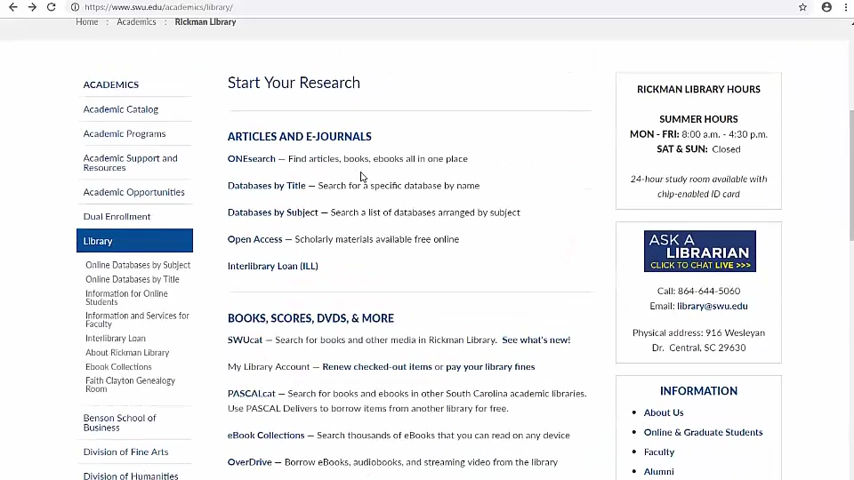 https://www.swu.edu/academics/library/
Home : Academics : Rickman Library
ACADEMICS
Academic Catalog
Academic Programs
Academic Support and
Resources
Academic Opportunities
Dual Enrollment
Library
Online Databases by Subject
Online Databases by Title
Information for Online
Students
Information and Services for
Faculty
Interlibrary Loan
About Rickman Library
Ebook Collections
Faith Clayton Genealogy
Room
Benson School of
Business
Division of Fine Arts
Division of Humanities
Start Your Research
ARTICLES AND E-JOURNALS
ONEsearch — Find articles, books, ebooks all in one place
Databases by Title — Search for a specific database by name
Databases by Subject — Search a list of databases arranged by subject
Open Access — Scholarly materials available free online
Interlibrary Loan (ILL)
BOOKS, SCORES, DVDS, & MORE
SWUcat — Search for books and other media in Rickman Library. See what's new!
My Library Account — Renew checked-out items or pay your library fines
PASCALcat — Search for books and ebooks in other South Carolina academic libraries.
Use PASCAL Delivers to borrow items from another library for free.
eBook Collections — Search thousands of eBooks that you can read on any device
OverDrive — Borrow eBooks, audiobooks, and streaming video from the library
RICKMAN LIBRARY HOURS
SUMMER HOURS
MON - FRI: 8:00 a.m. - 4:30 p.m.
SAT & SUN: Closed
24-hour study room available with
chip-enabled ID card
ASK A
LIBRARIAN
CLICK TO CHAT LIVE >>>
Call: 864-644-5060
Email: library@swu.edu
Physical address: 916 Wesleyan
Dr. Central, SC 29630
INFORMATION
• About Us
• Online & Graduate Students
• Faculty
• Alumni